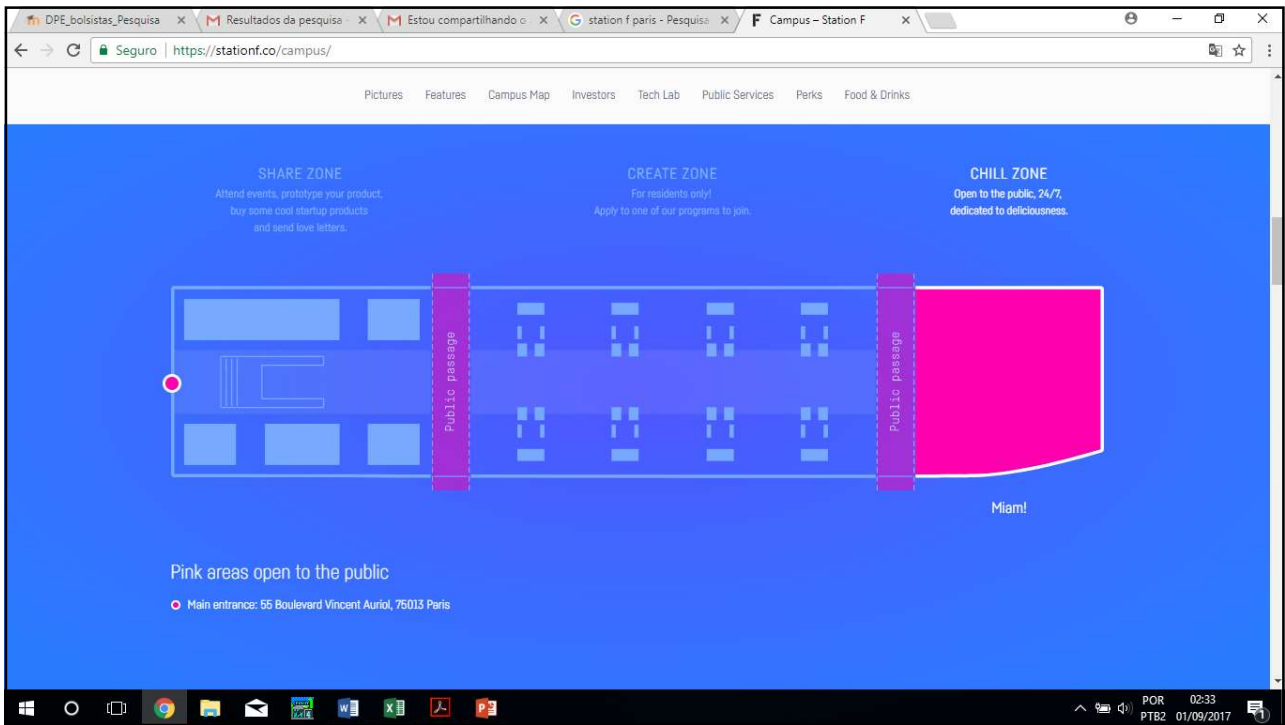 DPE_bolsistas_Pesquisa
Resultados da pesquisa
Estou compartilhando o
station f paris - Pesquisa
Campus – Station F
Seguro | https://stationf.co/campus/
Pictures Features Campus Map Investors Tech Lab Public Services Perks Food & Drinks
SHARE ZONE
Attend events, prototype your product,
buy some cool startup products
and send love letters.
CREATE ZONE
For residents only!
Apply to one of our programs to join.
CHILL ZONE
Open to the public, 24/7,
dedicated to deliciousness.
Public passage
Public passage
Miam!
Pink areas open to the public
Main entrance: 55 Boulevard Vincent Auriol, 75013 Paris
POR 02:33
PTB2 01/09/2017